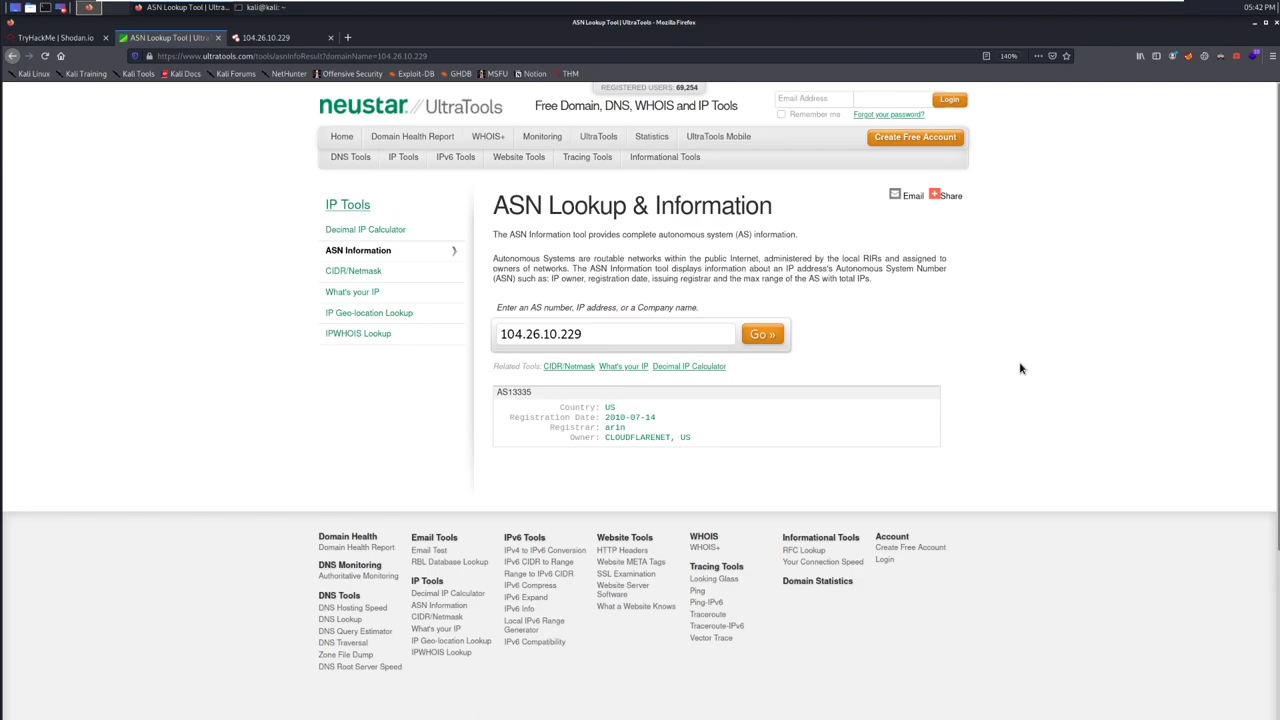 ASN Lookup Tool | Ultra...
kali@kali: ~
05:42 PM
ASN Lookup Tool | UltraTools - Mozilla Firefox
TryHackMe | Shodan.io
ASN Lookup Tool | UltraTo
104.26.10.229
https://www.ultratools.com/tools/asnInfoResult?domainName=104.26.10.229
140%
Kali Linux
Kali Training
Kali Tools
Kali Docs
Kali Forums
NetHunter
Offensive Security
Exploit-DB
GHDB
MSFU
Notion
THM
REGISTERED USERS: 69,254
neustar // UltraTools
Free Domain, DNS, WHOIS and IP Tools
Email Address
Login
Remember me
Forgot your password?
Home
Domain Health Report
WHOIS+
Monitoring
UltraTools
Statistics
UltraTools Mobile
Create Free Account
DNS Tools
IP Tools
IPv6 Tools
Website Tools
Tracing Tools
Informational Tools
IP Tools
Decimal IP Calculator
ASN Information
CIDR/Netmask
What's your IP
IP Geo-location Lookup
IPWHOIS Lookup
Email
Share
ASN Lookup & Information
The ASN Information tool provides complete autonomous system (AS) information.
Autonomous Systems are routable networks within the public Internet, administered by the local RIRs and assigned to
owners of networks. The ASN Information tool displays information about an IP address's Autonomous System Number
(ASN) such as: IP owner, registration date, issuing registrar and the max range of the AS with total IPs.
Enter an AS number, IP address, or a Company name.
104.26.10.229
Go »
Related Tools: CIDR/Netmask What's your IP Decimal IP Calculator
AS13335
Country: US
Registration Date: 2010-07-14
Registrar: arin
Owner: CLOUDFLARENET, US
Domain Health
Domain Health Report
DNS Monitoring
Authoritative Monitoring
DNS Tools
DNS Hosting Speed
DNS Lookup
DNS Query Estimator
DNS Traversal
Zone File Dump
DNS Root Server Speed
Email Tools
Email Test
RBL Database Lookup
IP Tools
Decimal IP Calculator
ASN Information
CIDR/Netmask
What's your IP
IP Geo-location Lookup
IPWHOIS Lookup
IPv6 Tools
IPv4 to IPv6 Conversion
IPv6 CIDR to Range
Range to IPv6 CIDR
IPv6 Compress
IPv6 Expand
IPv6 Info
Local IPv6 Range
Generator
IPv6 Compatibility
Website Tools
HTTP Headers
Website META Tags
SSL Examination
Website Server
Software
What a Website Knows
WHOIS
WHOIS+
Tracing Tools
Looking Glass
Ping
Ping-IPv6
Traceroute
Traceroute-IPv6
Vector Trace
Informational Tools
RFC Lookup
Your Connection Speed
Domain Statistics
Account
Create Free Account
Login